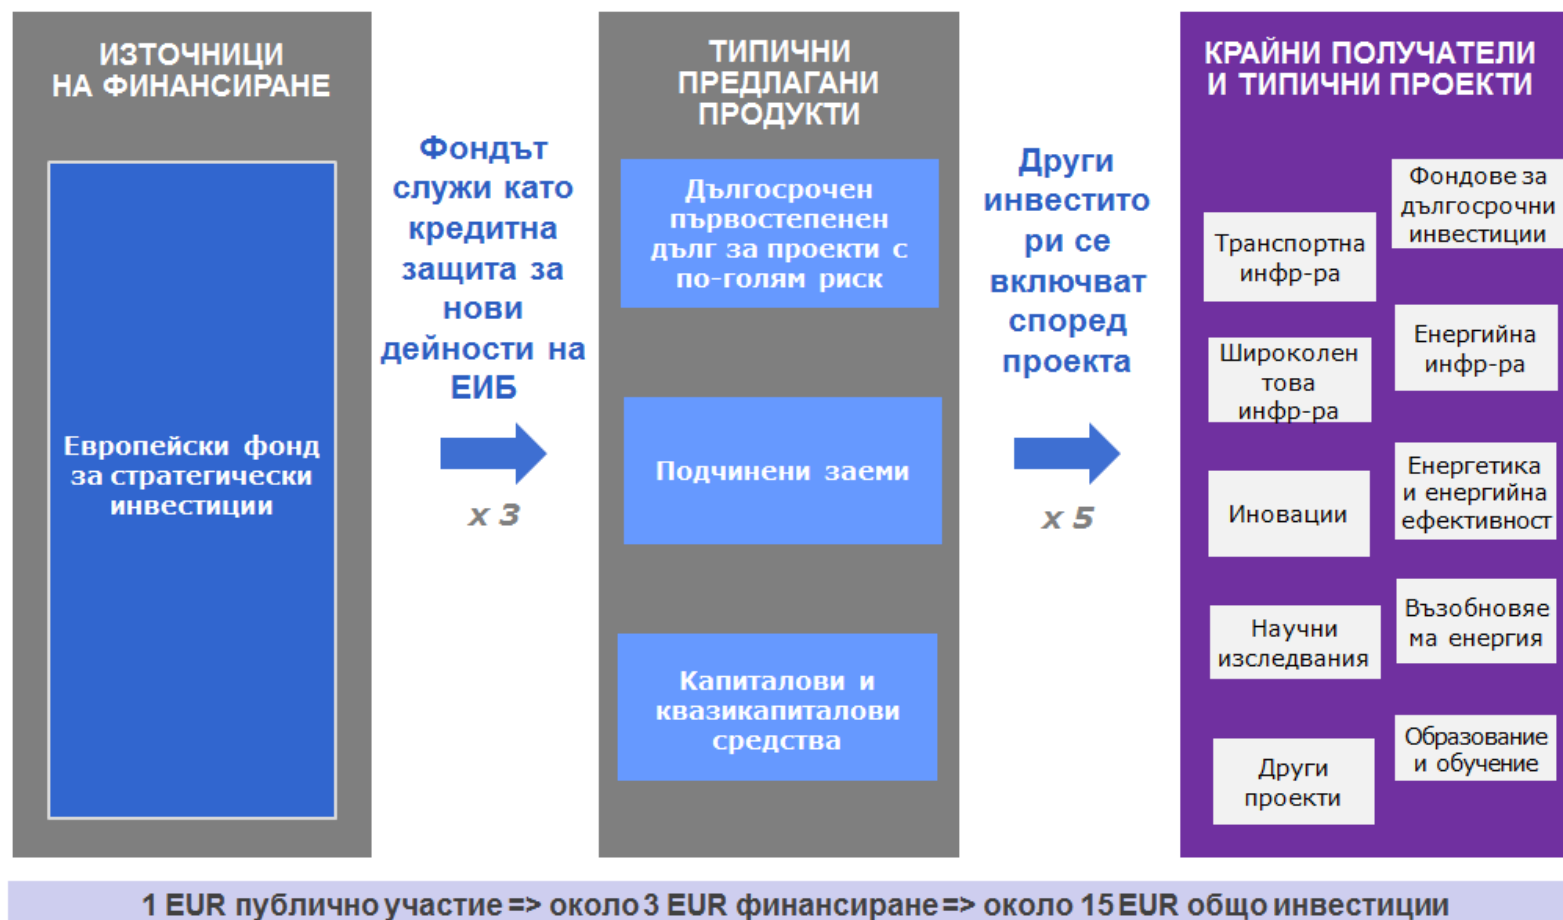 ИЗТОЧНИЦИ
НА ФИНАНСИРАНЕ
Европейски фонд
за стратегически
инвестиции
Фондът
служи като
кредитна
защита за
нови
дейности на
ЕИБ
x 3
ТИПИЧНИ
ПРЕДЛАГАНИ
ПРОДУКТИ
Дългосрочен
първостепенен
дълг за проекти с
по-голям риск
Подчинени заеми
Капиталови и
квазикапиталови
средства
Други
инвестито
ри се
включват
според
проекта
x 5
КРАЙНИ ПОЛУЧАТЕЛИ
И ТИПИЧНИ ПРОЕКТИ
Фондове за
дългосрочни
инвестиции
Транспортна
инфр-ра
Енергийна
инфр-ра
Широколен
това
инфр-ра
Енергетика
и енергийна
ефективност
Иновации
Възобновяе
ма енергия
Научни
изследвания
Образование
и обучение
Други
проекти
1 EUR публично участие => около 3 EUR финансиране => около 15 EUR общо инвестиции